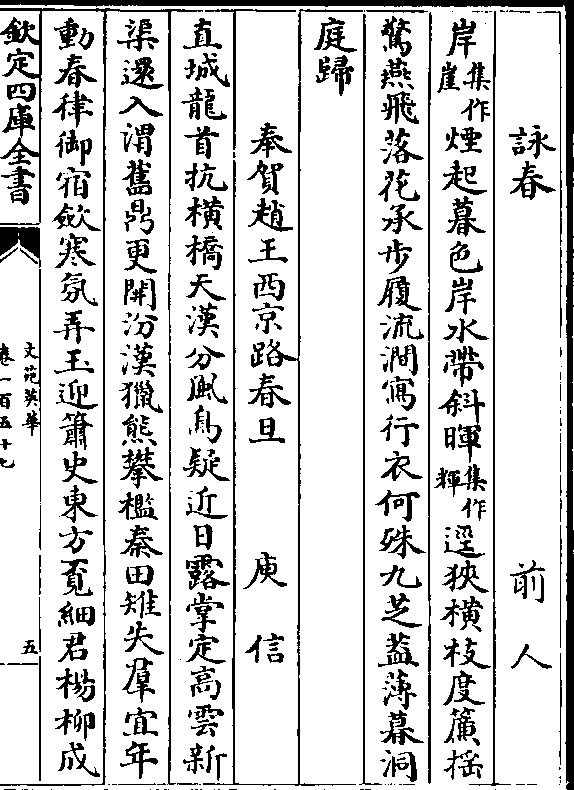 詠春 前人
岸集作崖煙起暮色岸水帶斜暉集作輝逕狹横枝度簾揺
驚燕飛落花承歩履流澗寫行衣何殊九芝葢薄暮洞
庭歸
奉賀趙王西京路春旦 庾信
直城龍首抗横橋天漢分風烏疑近日露掌定高雲新
渠還入渭舊鼎更開汾漢獵熊攀檻秦田雉失羣宜年
動春律御宿斂寒氛弄玉迎簫史東方覓細君楊柳成
欽定四庫全書
文苑英華
卷一百五十七
五